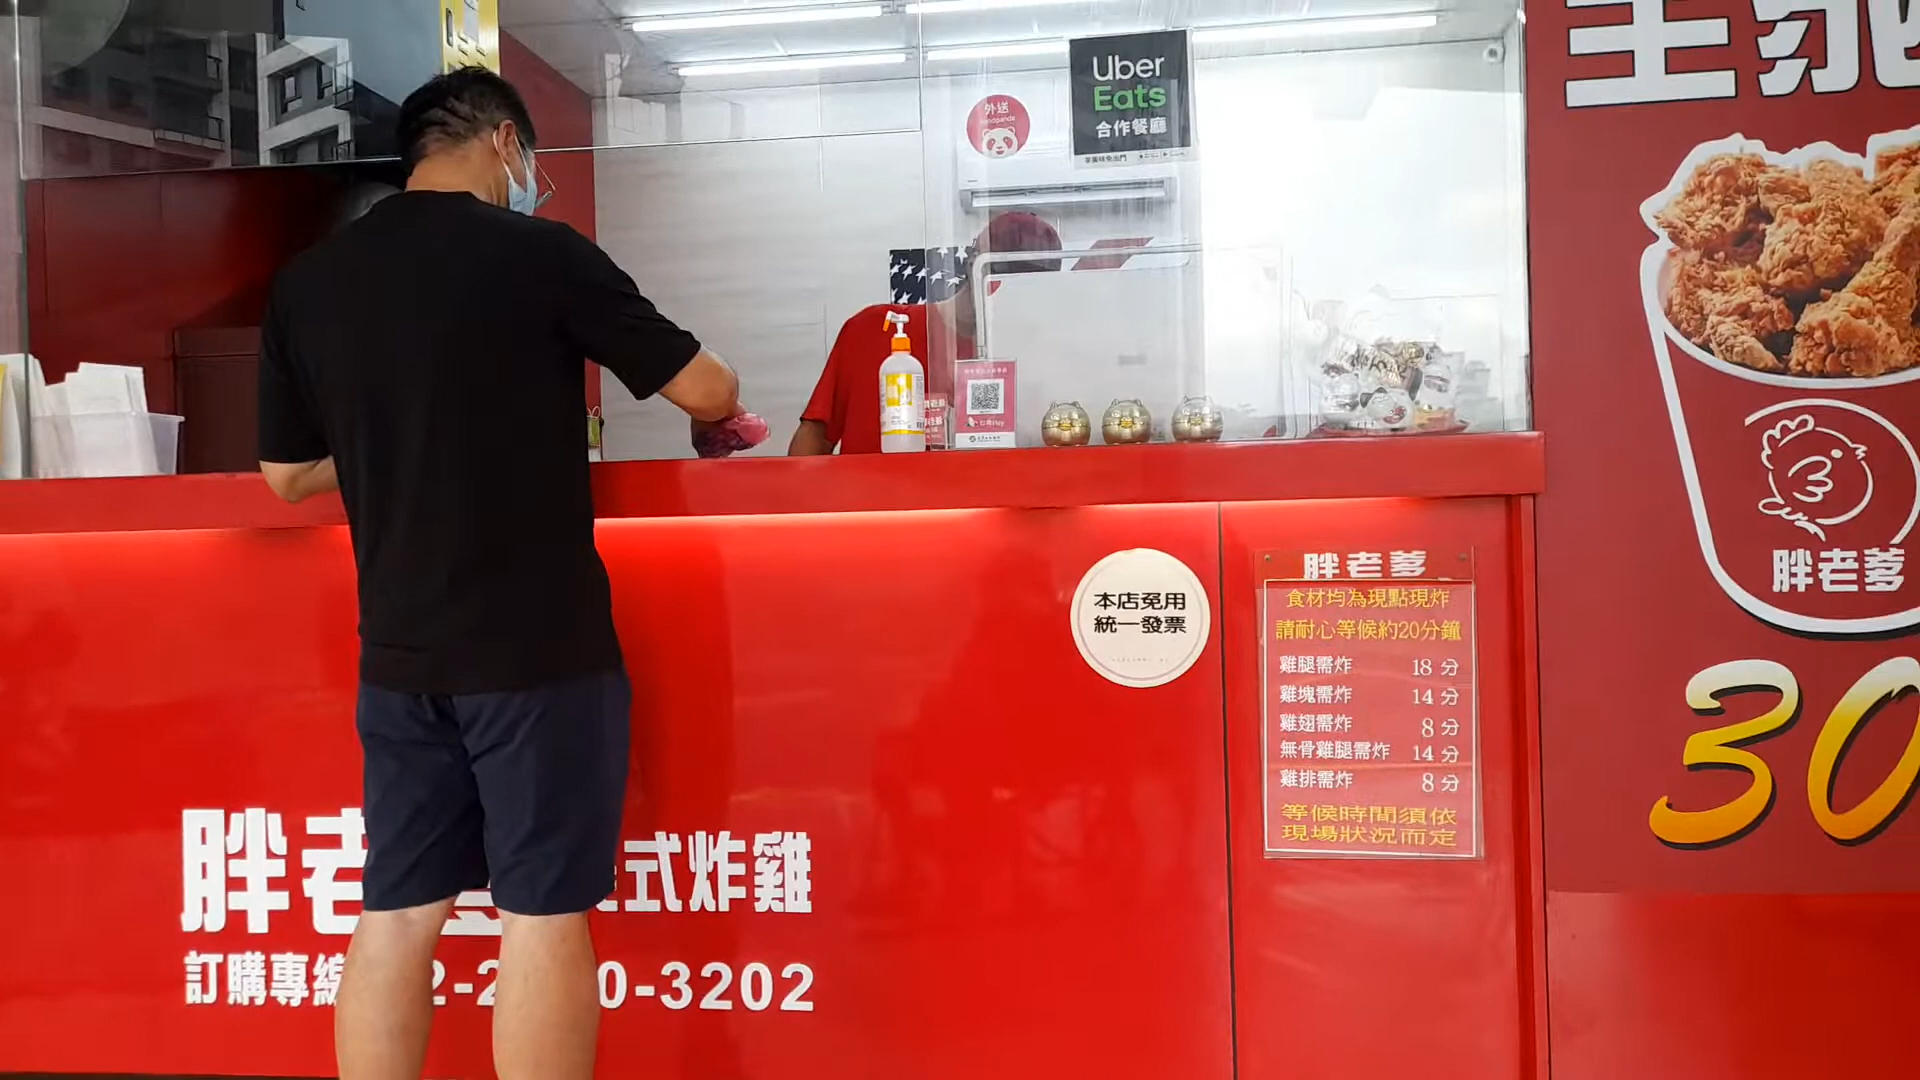 Uber
Eats
合作餐廳
外送
foodpanda
胖老爹
本店免用
統一發票
胖老爹
食材均為現點現炸
請耐心等候約20分鐘
雞腿需炸 18 分
雞塊需炸 14 分
雞翅需炸 8 分
無骨雞腿需炸 14 分
雞排需炸 8 分
等候時間須依
現場狀況而定
30
胖老
式炸雞
訂購專線
0-3202